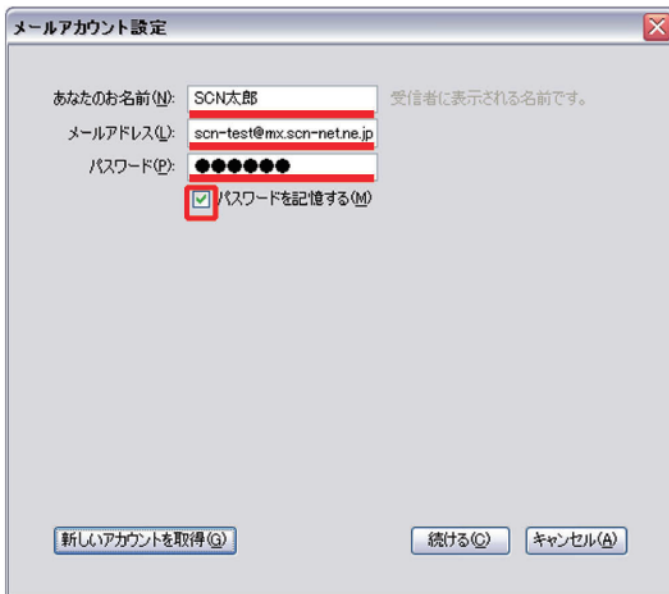 メールアカウント設定
あなたのお名前(N): SCN太郎 受信者に表示される名前です。
メールアドレス(L): scn-test@mx.scn-net.ne.jp
パスワード(P): ●●●●●●
パスワードを記憶する(M)
新しいアカウントを取得(G) 続ける(C) キャンセル(A)